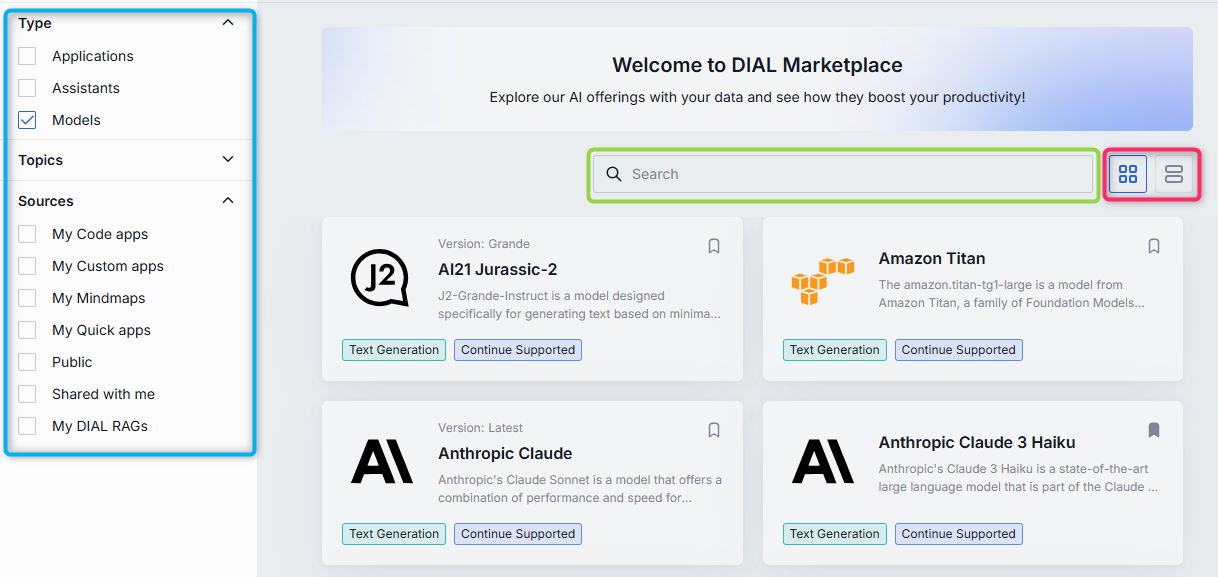 Type
Applications
Assistants
Models
Topics
Sources
My Code apps
My Custom apps
My Mindmaps
My Quick apps
Public
Shared with me
My DIAL RAGs
Welcome to DIAL Marketplace
Explore our AI offerings with your data and see how they boost your productivity!
Search
J2
Version: Grande
AI21 Jurassic-2
J2-Grande-Instruct is a model designed
specifically for generating text based on minima...
Text Generation
Continue Supported
Amazon Titan
The amazon.titan-tg1-large is a model from
Amazon Titan, a family of Foundation Models...
Text Generation
Continue Supported
Version: Latest
Anthropic Claude
Anthropic's Claude Sonnet is a model that offers a
combination of performance and speed for...
Text Generation
Continue Supported
Anthropic Claude 3 Haiku
Anthropic's Claude 3 Haiku is a state-of-the-art
large language model that is part of the Claude ...
Text Generation
Continue Supported